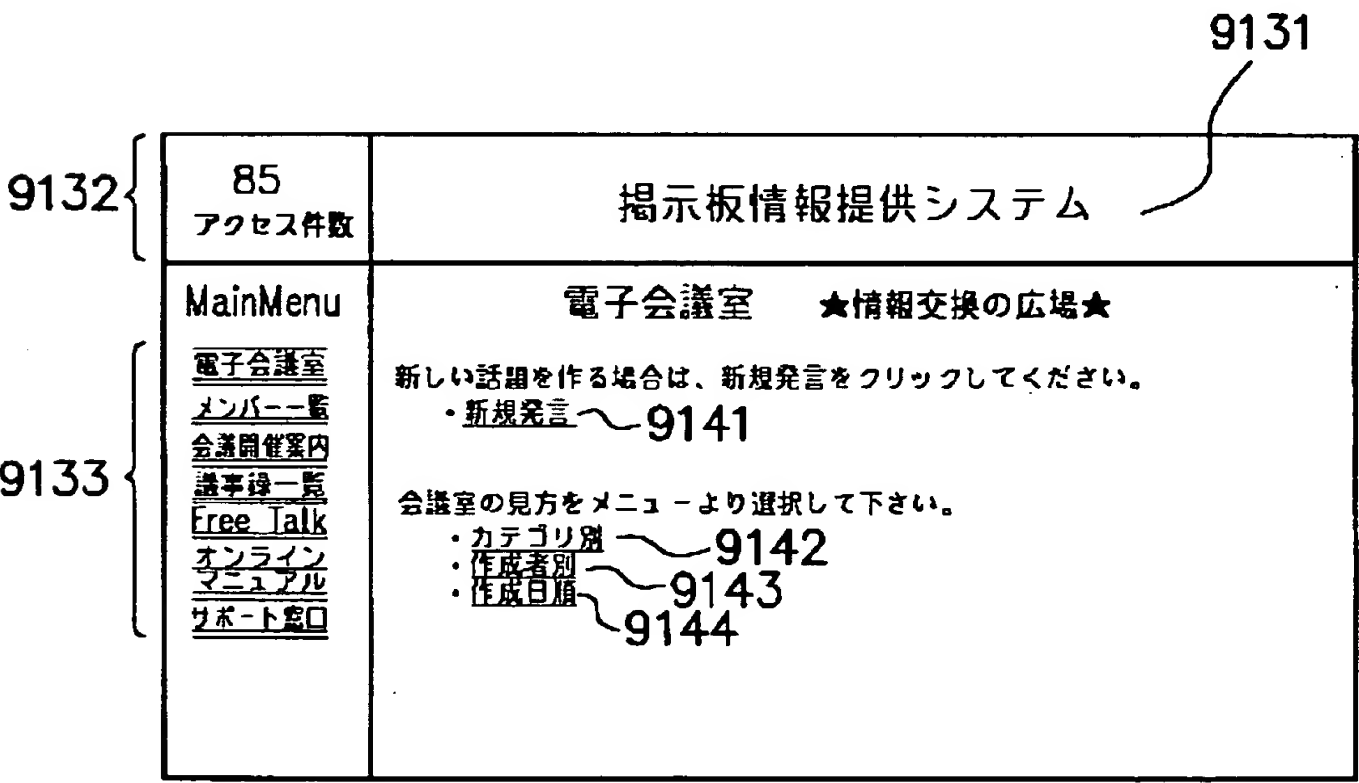 9131
9132
85
アクセス件数
掲示板情報提供システム
MainMenu
電子会議室 ★情報交換の広場★
9133
電子会議室
メンバー一覧
会議開催案内
議事録一覧
Free Talk
オンライン
マニュアル
サポート窓口
新しい話題を作る場合は、新規発言をクリックしてください。
・新規発言 9141
会議室の見方をメニューより選択して下さい。
・カテゴリ別 9142
・作成者別 9143
・作成日順 9144